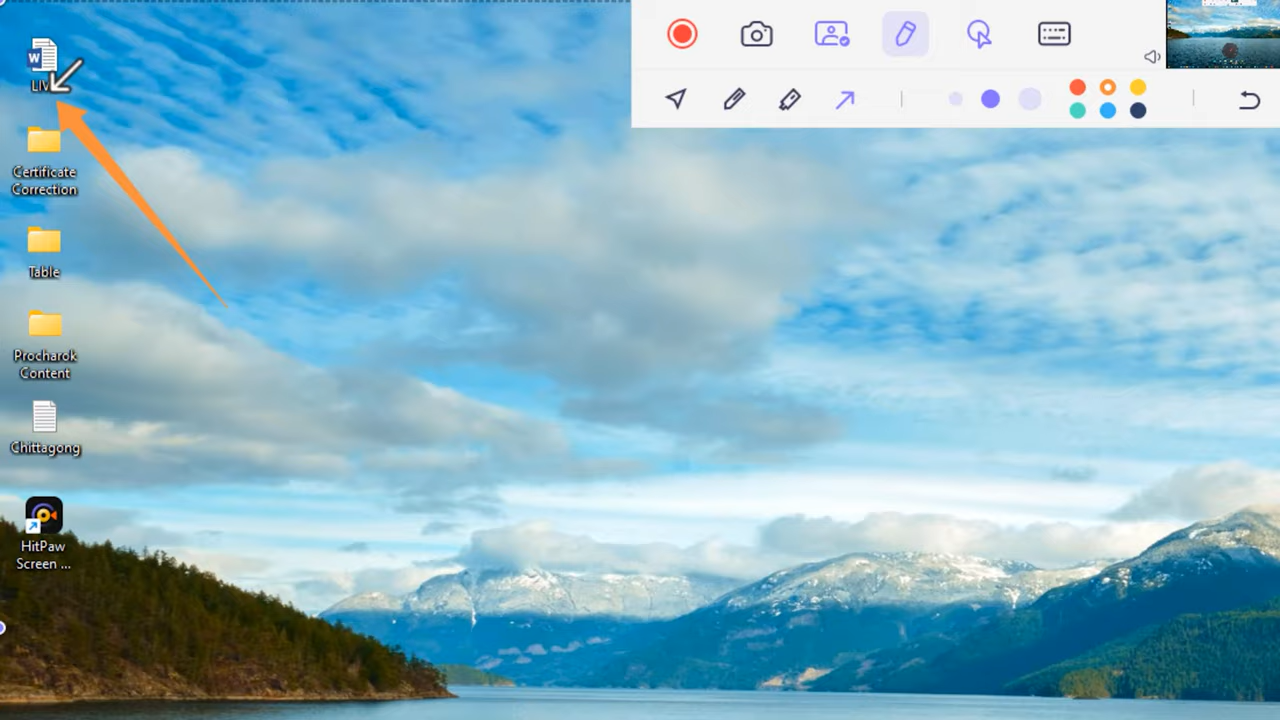 W
Certificate
Correction
Table
Procharok
Content
Chittagong
HitPaw
Screen ...